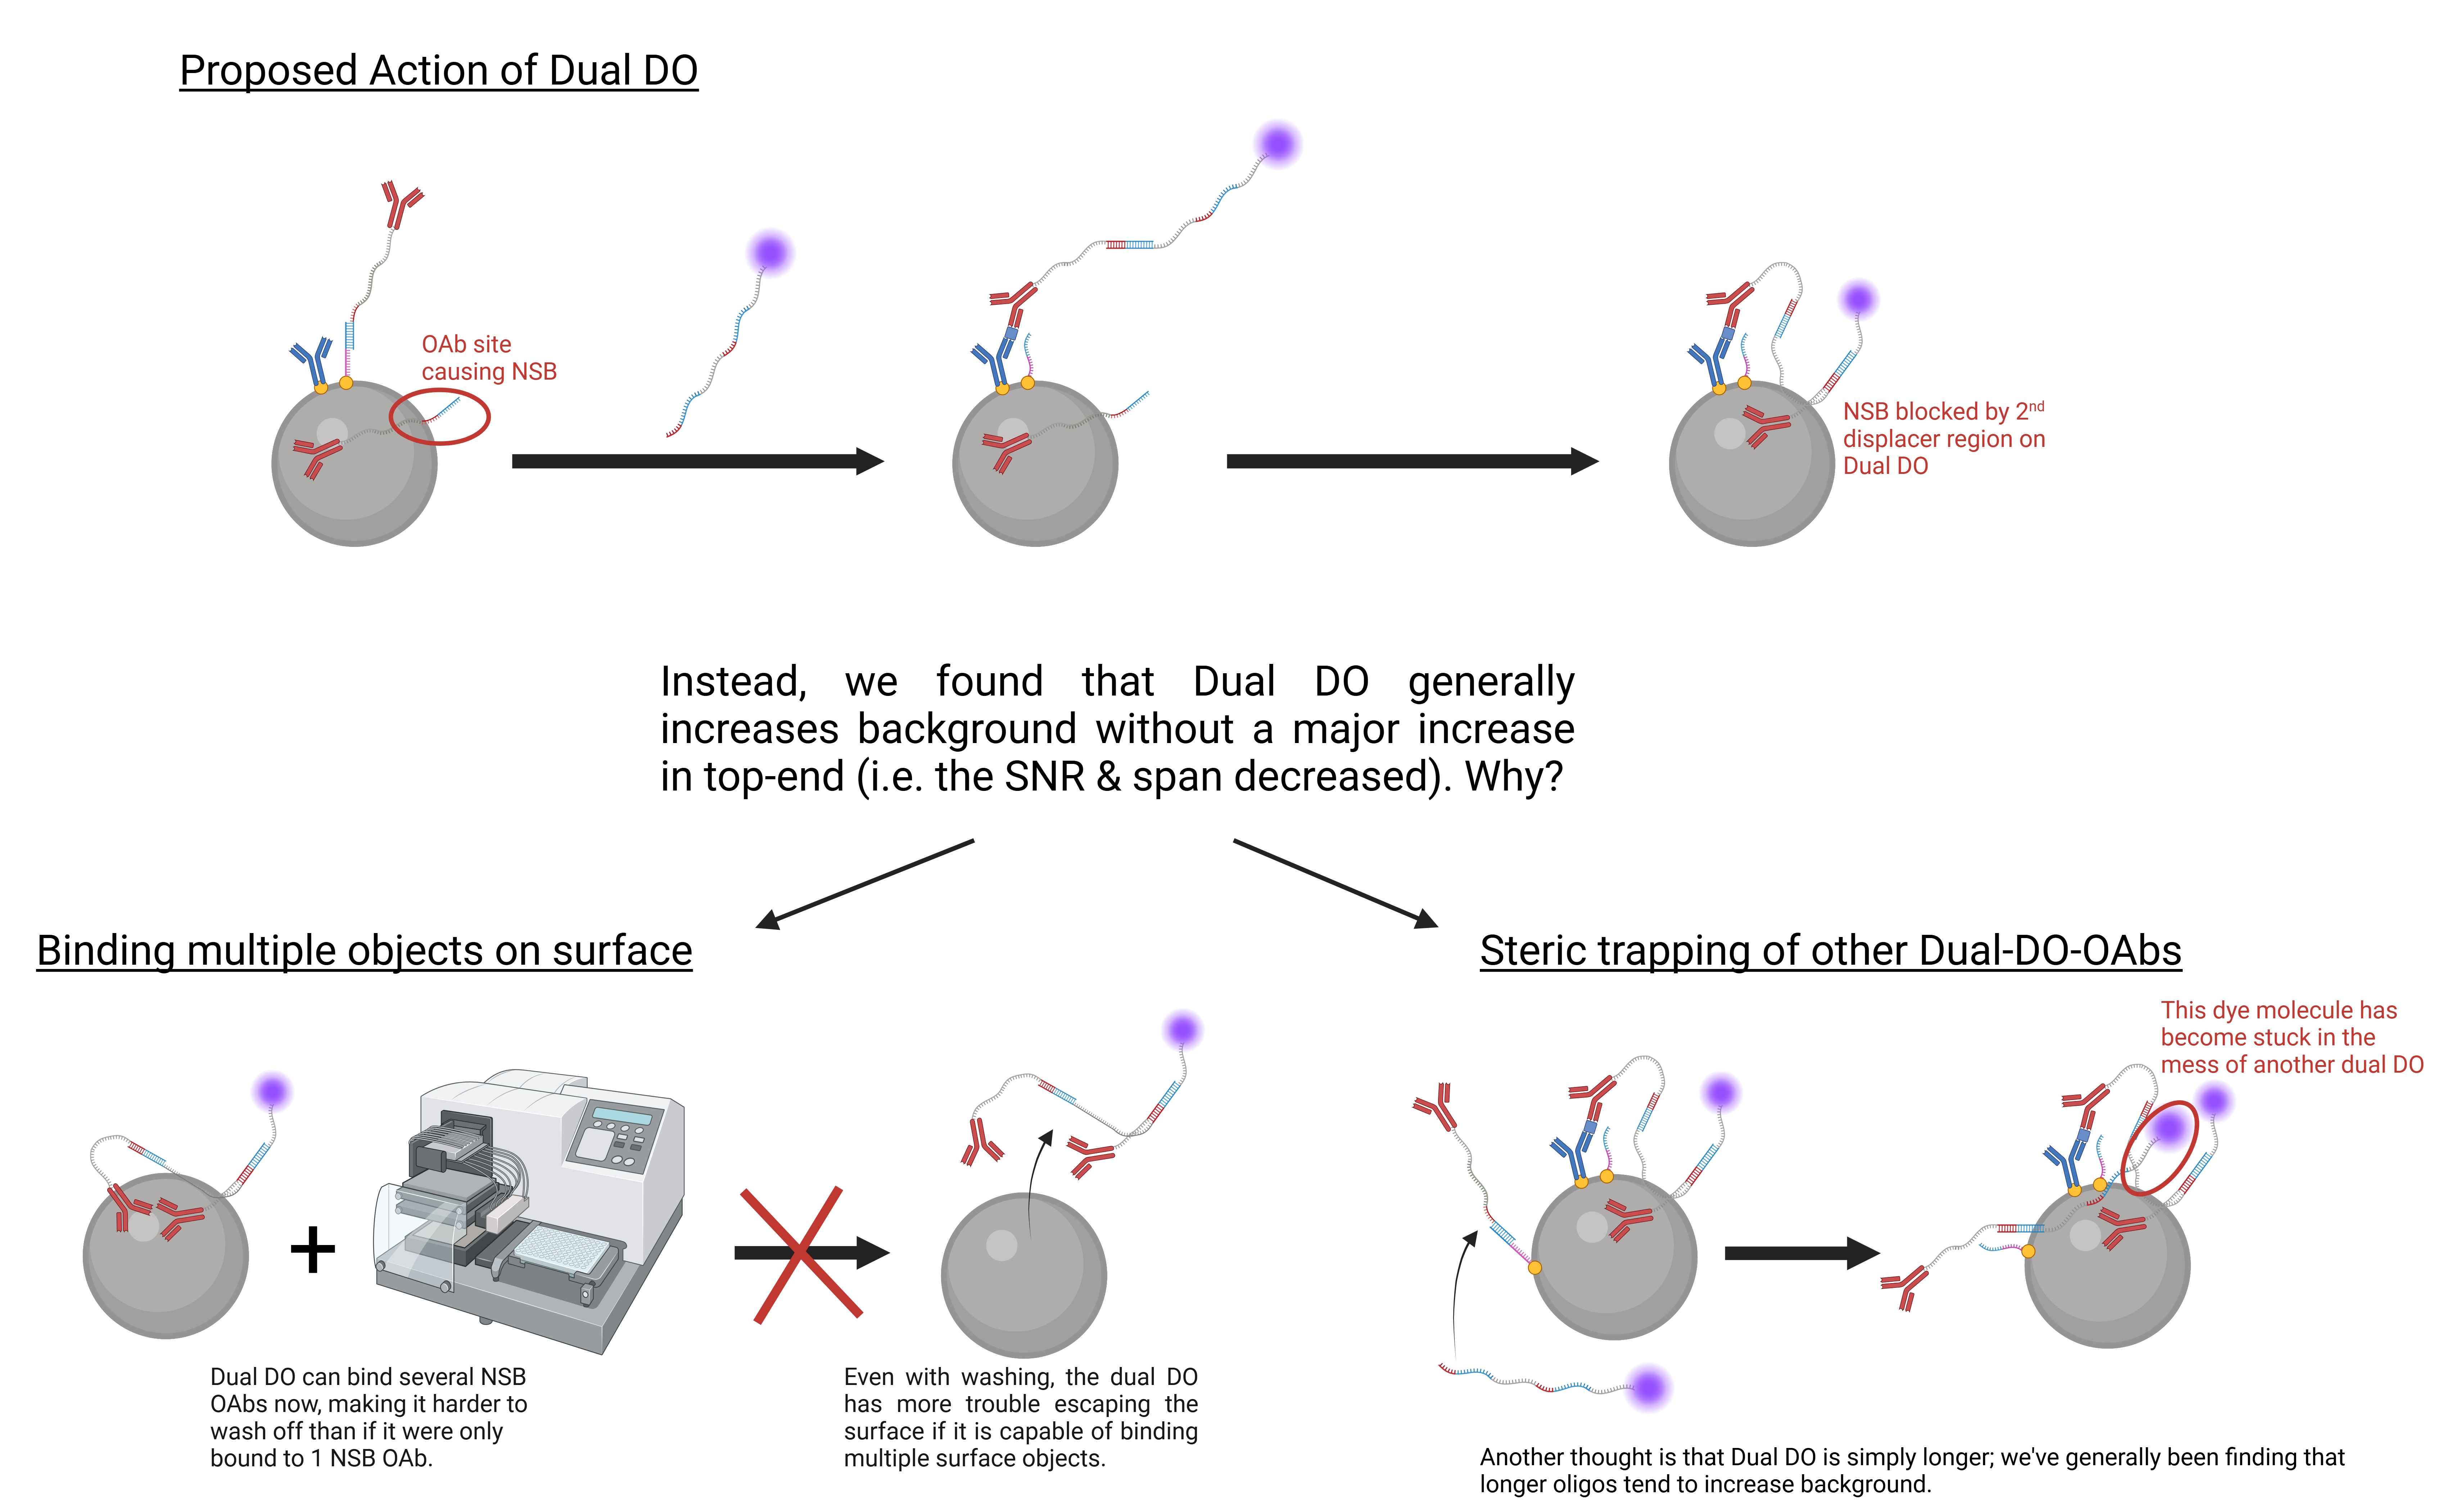 Proposed Action of Dual DO
OAb site
causing NSB
NSB blocked by 2nd
displacer region on
Dual DO
Instead, we found that Dual DO generally
increases background without a major increase
in top-end (i.e. the SNR & span decreased). Why?
Binding multiple objects on surface
Dual DO can bind several NSB
OAbs now, making it harder to
wash off than if it were only
bound to 1 NSB OAb.
Even with washing, the dual DO
has more trouble escaping the
surface if it is capable of binding
multiple surface objects.
Steric trapping of other Dual-DO-OAbs
This dye molecule has
become stuck in the
mess of another dual DO
Another thought is that Dual DO is simply longer; we've generally been finding that
longer oligos tend to increase background.